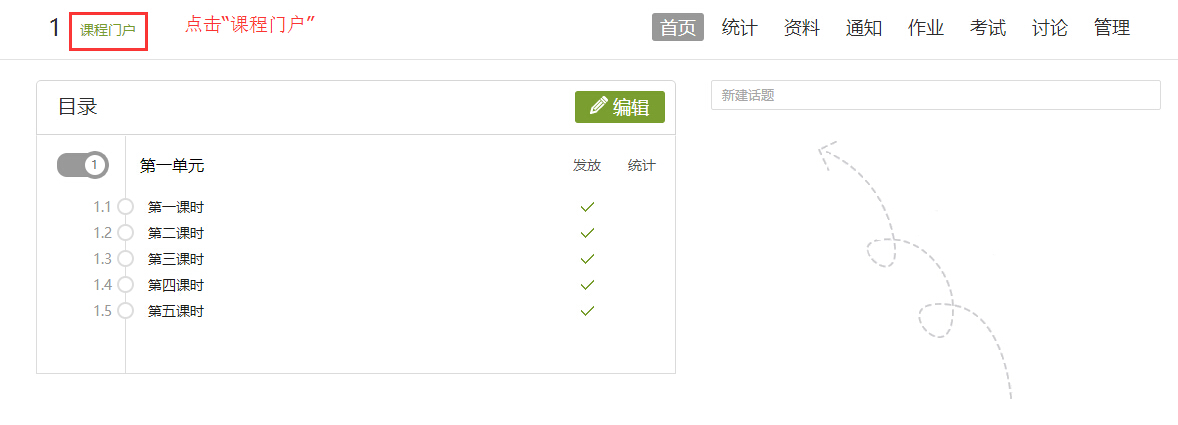 1 课程门户 点击“课程门户” 首页 统计 资料 通知 作业 考试 讨论 管理
目录 编辑 新建话题
1 第一单元 发放 统计
1.1 第一课时
1.2 第二课时
1.3 第三课时
1.4 第四课时
1.5 第五课时